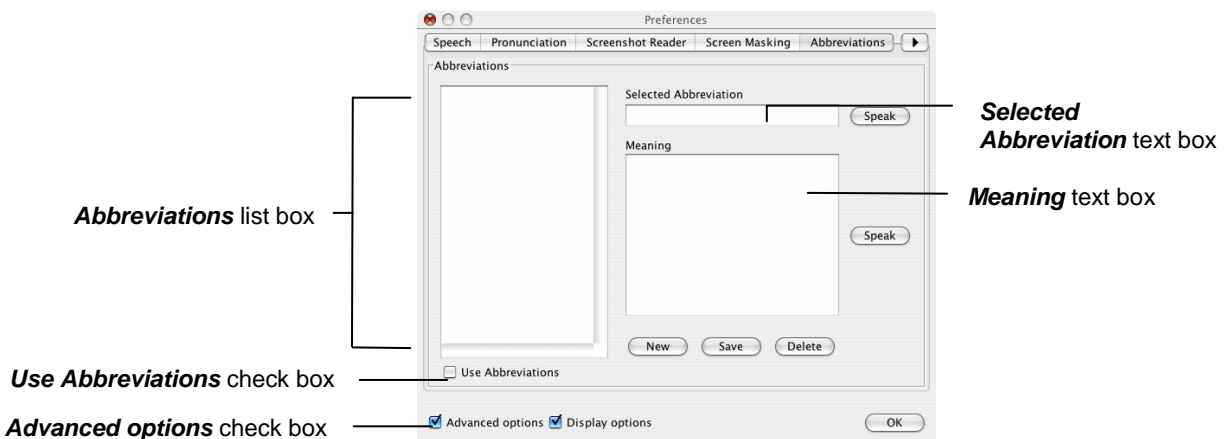 Preferences
Speech Pronunciation Screenshot Reader Screen Masking Abbreviations
Abbreviations
Selected Abbreviation
Speak
Selected
Abbreviation text box
Meaning
Meaning text box
Abbreviations list box
Speak
New Save Delete
Use Abbreviations
Use Abbreviations check box
Advanced options Display options
OK
Advanced options check box